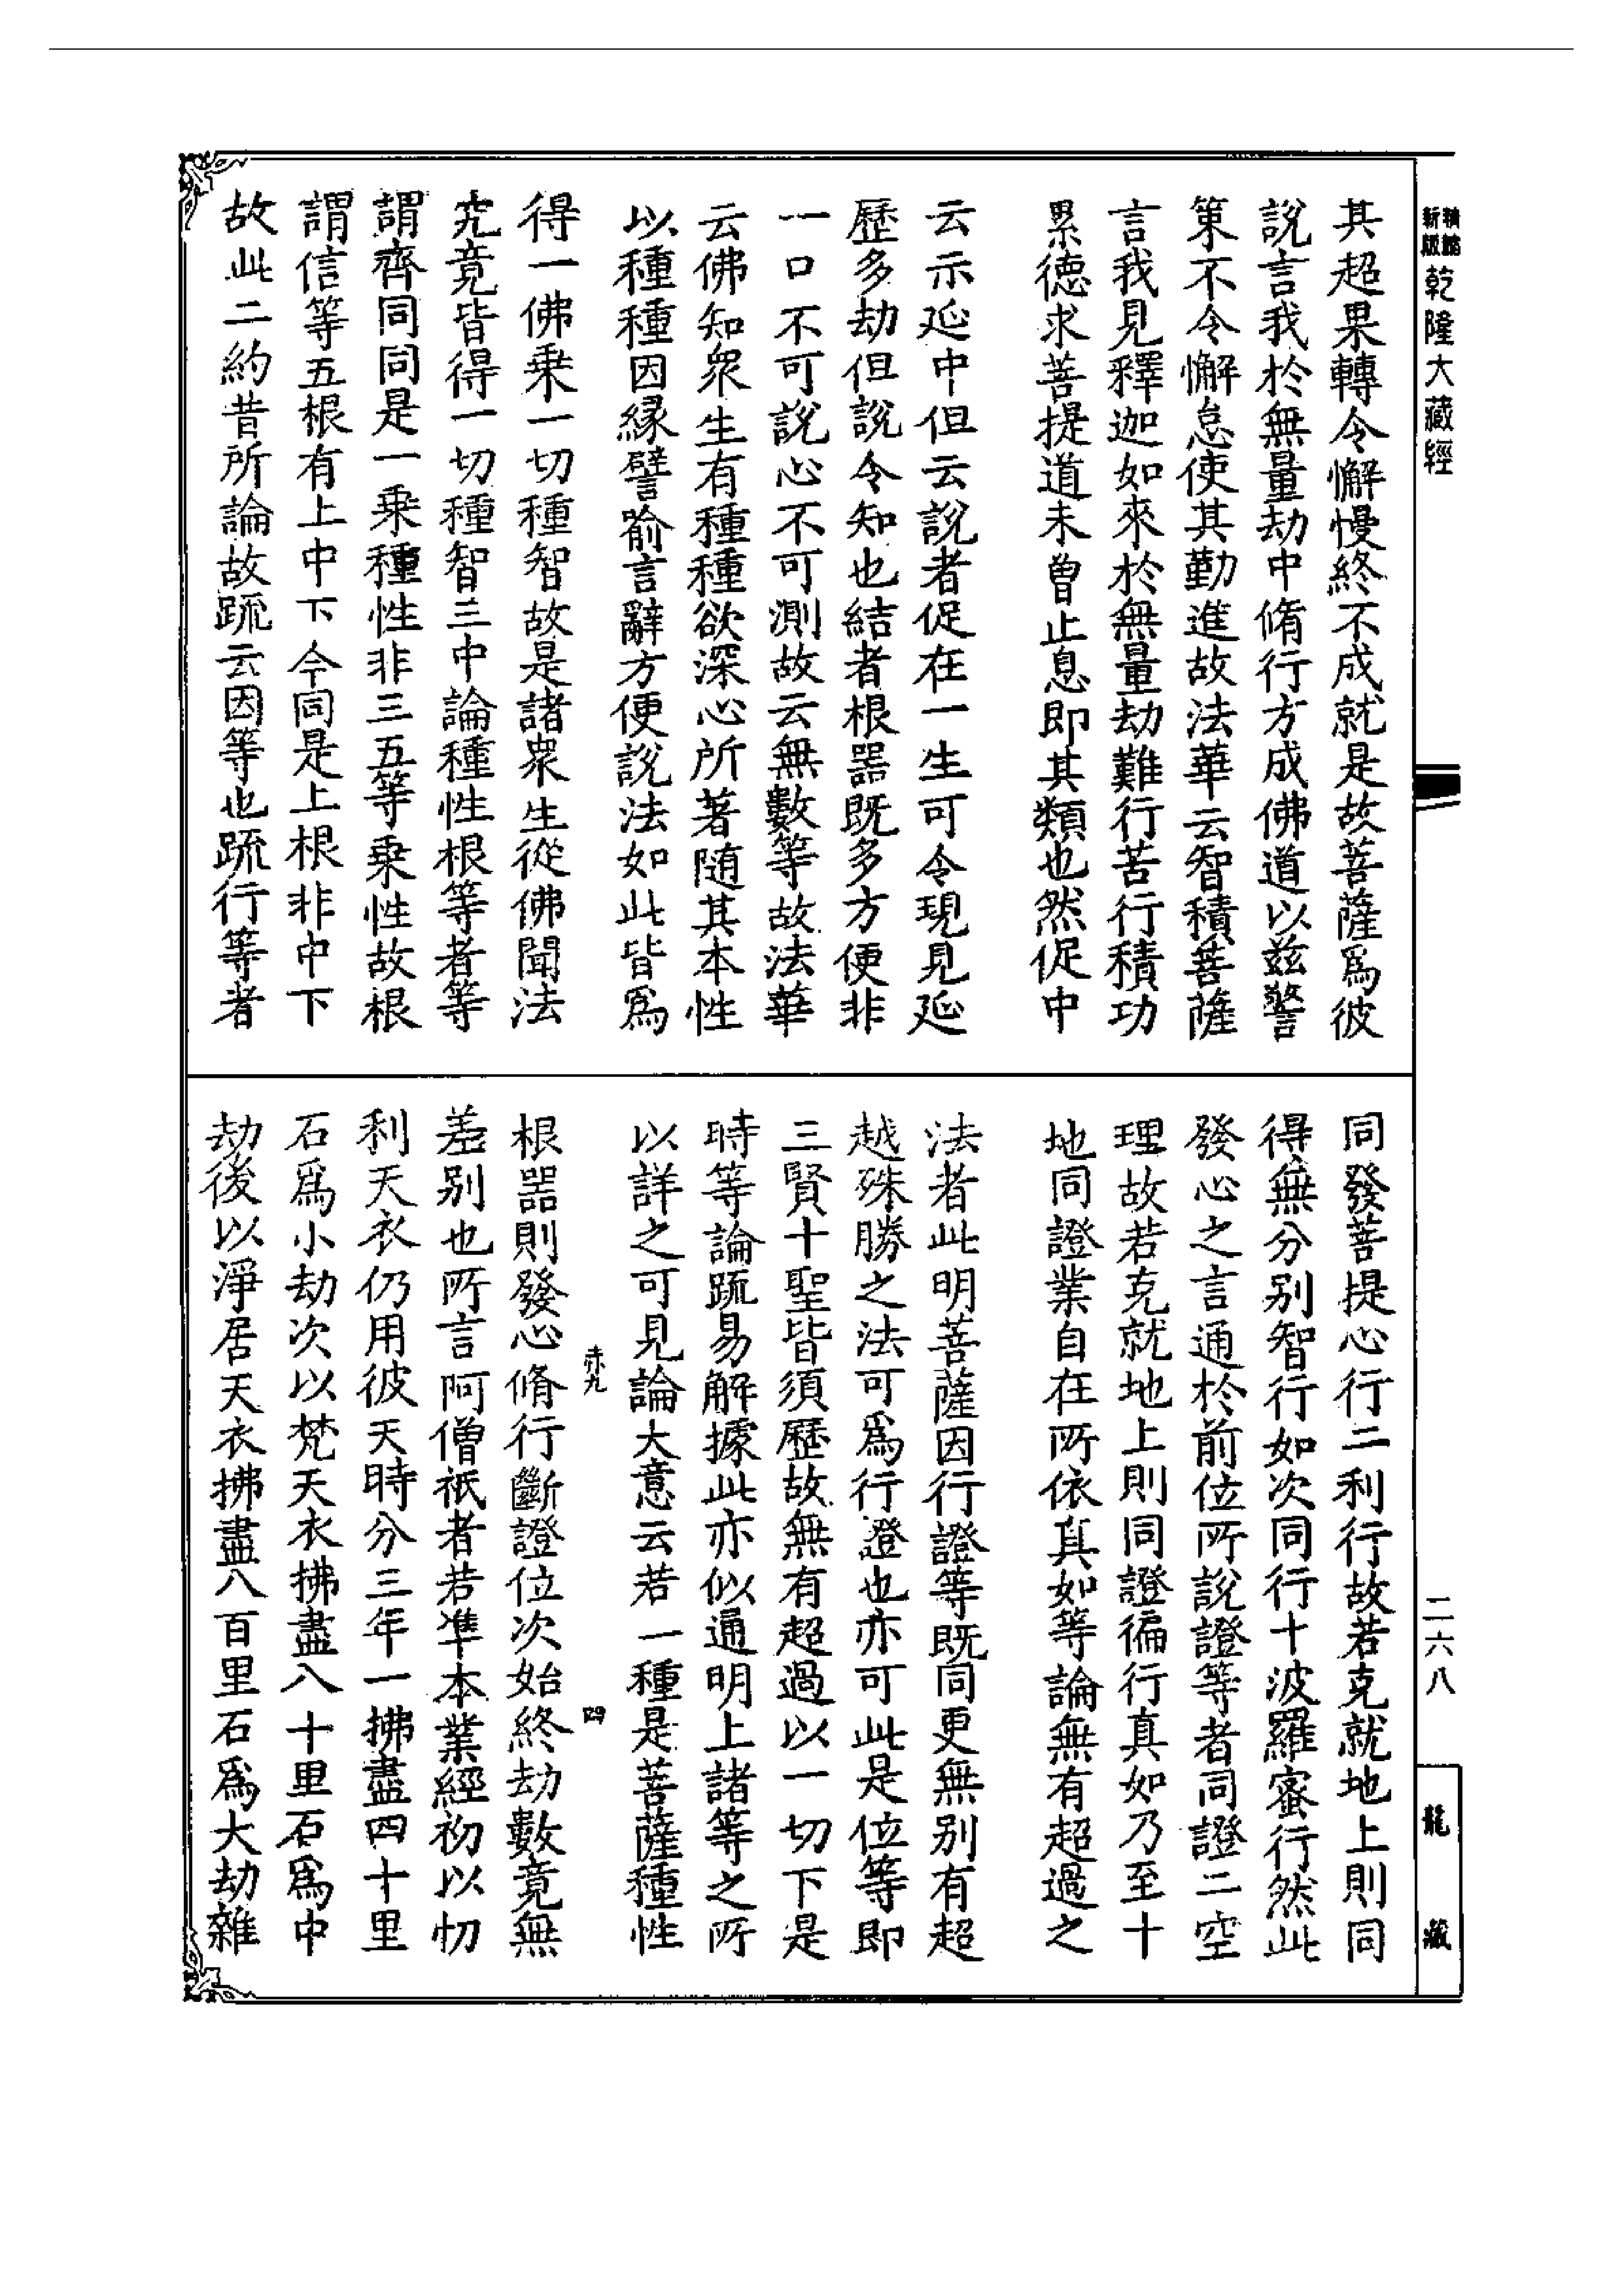 新版
精縮
乾隆大藏經
其超果轉令懈慢終不成就是故菩薩爲彼
說言我於無量劫中脩行方成佛道以兹警
策不令懈怠使其勤進故法華云智積菩薩
言我見釋迦如來於無量劫難行苦行積功
累德求菩提道未曾止息即其類也然促中
云示延中但云說者促在一生可令現見延
歷多劫但說令知也結者根器既多方便非
一口不可說心不可測故云無數等故法華
云佛知衆生有種種欲深心所著隨其本性
以種種因緣譬喻言辭方便說法如此皆爲
得一佛乘一切種智故是諸衆生從佛聞法
究竟皆得一切種智三中論種性根等者等
謂齊同同是一乘種性非三五等乘性故根
謂信等五根有上中下今同是上根非中下
故此二約昔所論故疏云因等也疏行等者
同發菩提心行二利行故若克就地上則同
得無分别智行如次同行十波羅蜜行然此
發心之言通於前位所說證等者同證二空
理故若克就地上則同證徧行真如乃至十
地同證業自在所依真如等論無有超過之
法者此明菩薩因行證等既同更無别有超
越殊勝之法可爲行證也亦可此是位等即
三賢十聖皆須歷故無有超過以一切下是
時等論疏易解據此亦似通明上諸等之所
以詳之可見論大意云若一種是菩薩種性
赤九
四
根器則發心脩行斷證位次始終劫數竟無
差别也所言阿僧祇者若準本業經初以忉
利天衣仍用彼天時分三年一拂盡四十里
石爲小劫次以梵天衣拂盡八十里石爲中
劫後以淨居天衣拂盡八百里石爲大劫雜
二六八
龍藏